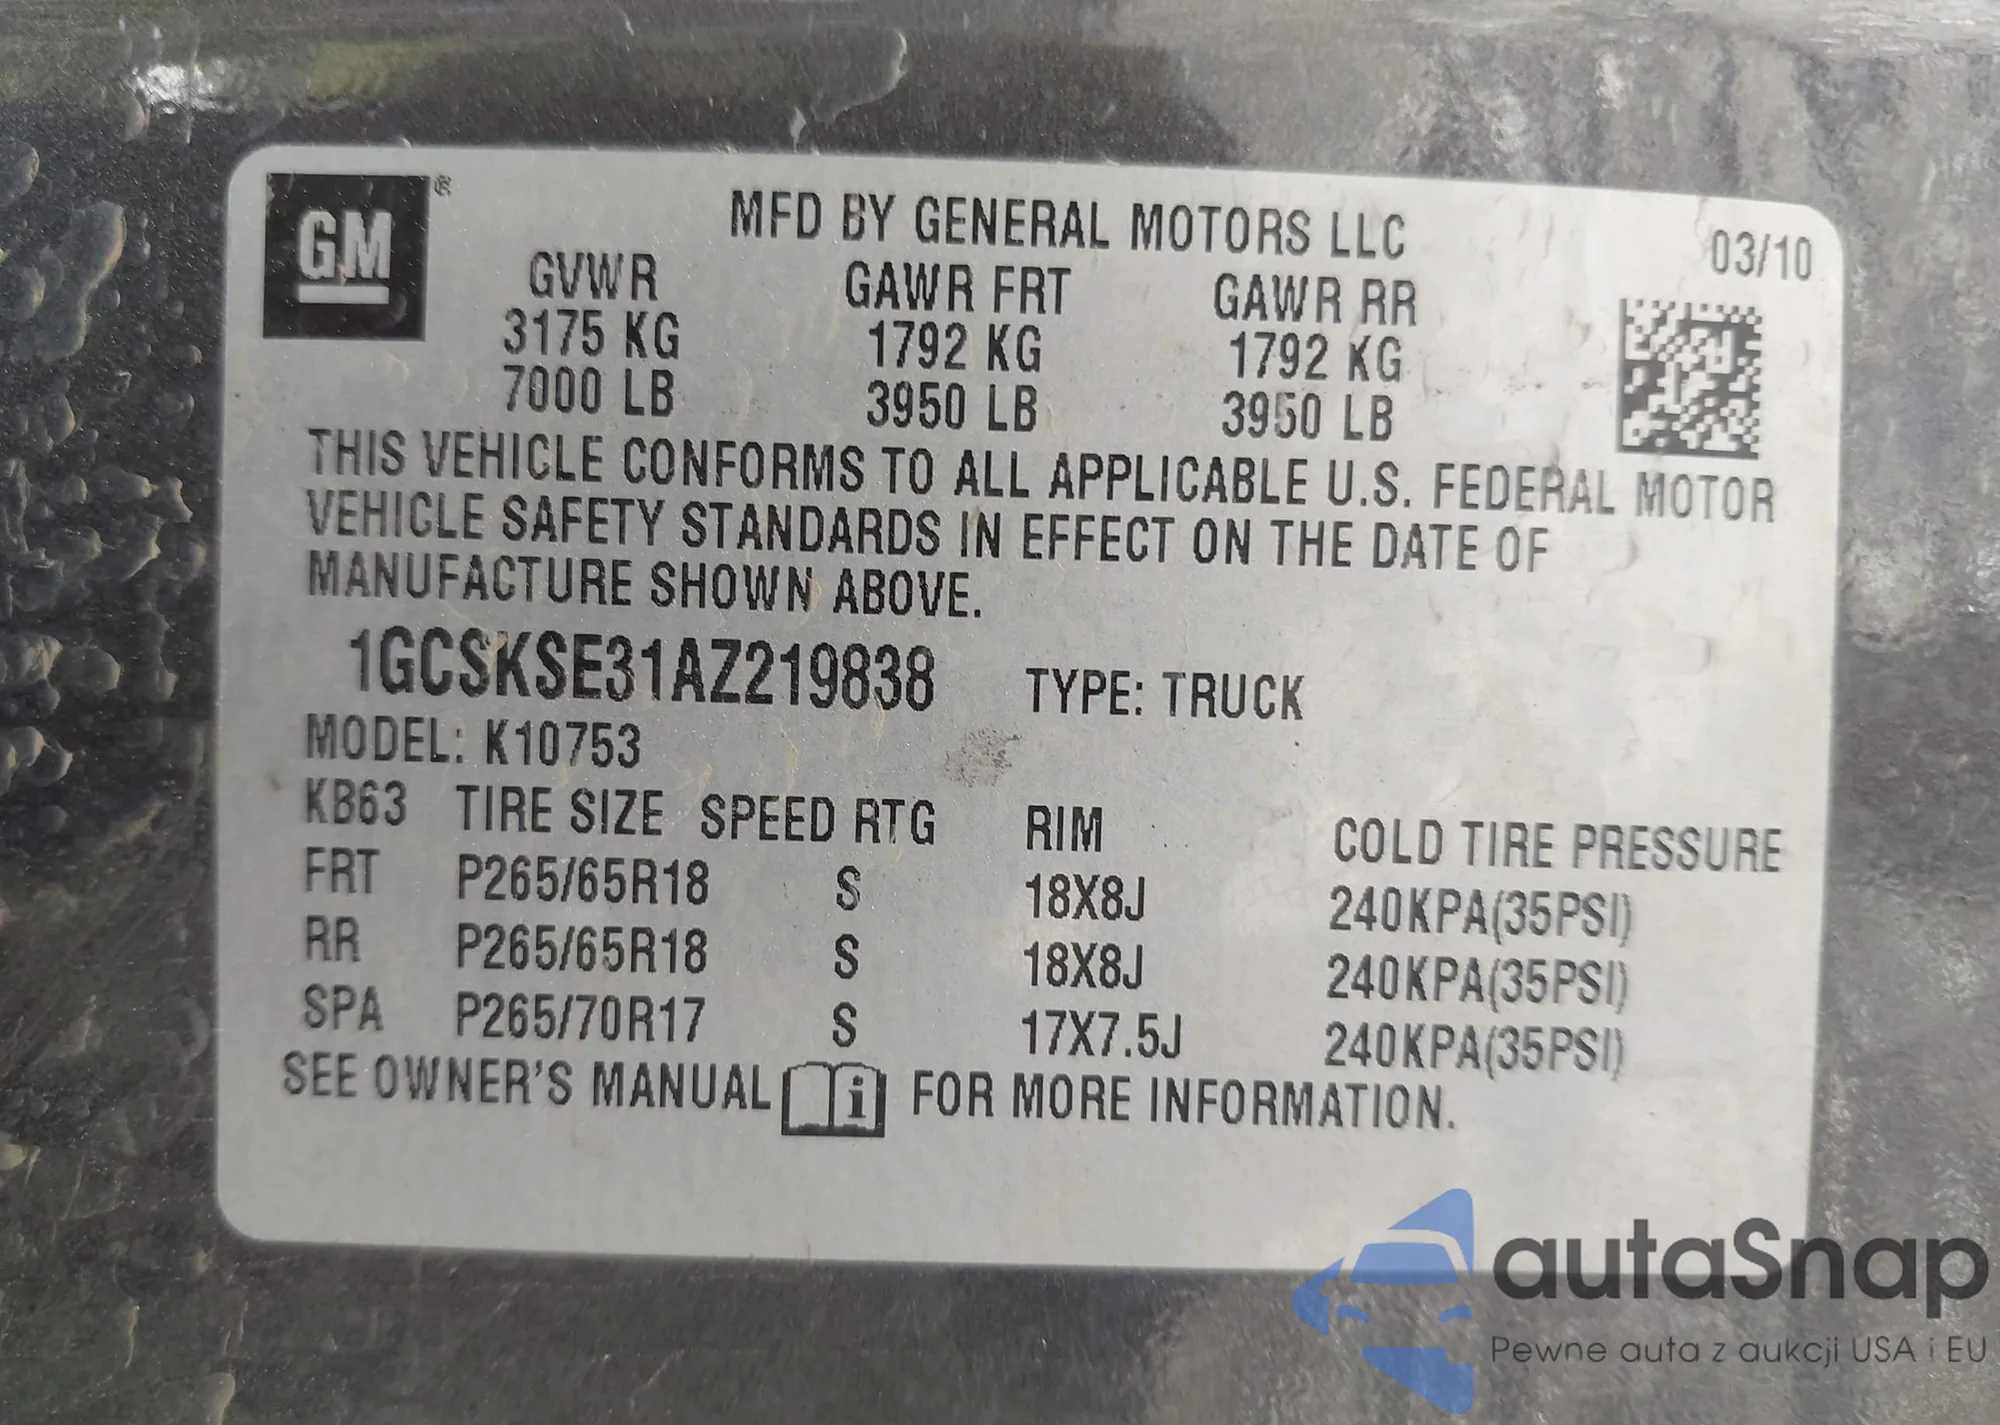 GM®
MFD BY GENERAL MOTORS LLC
03/10
GVWR GAWR FRT GAWR RR
3175 KG 1792 KG 1792 KG
7000 LB 3950 LB 3950 LB
THIS VEHICLE CONFORMS TO ALL APPLICABLE U.S. FEDERAL MOTOR
VEHICLE SAFETY STANDARDS IN EFFECT ON THE DATE OF
MANUFACTURE SHOWN ABOVE.
1GCSKSE31AZ219838 TYPE: TRUCK
MODEL: K10753
KB63 TIRE SIZE SPEED RTG RIM COLD TIRE PRESSURE
FRT P265/65R18 S 18X8J 240KPA(35PSI)
RR P265/65R18 S 18X8J 240KPA(35PSI)
SPA P265/70R17 S 17X7.5J 240KPA(35PSI)
SEE OWNER'S MANUAL i FOR MORE INFORMATION.
autaSnap
Pewne auta z aukcji USA i EU